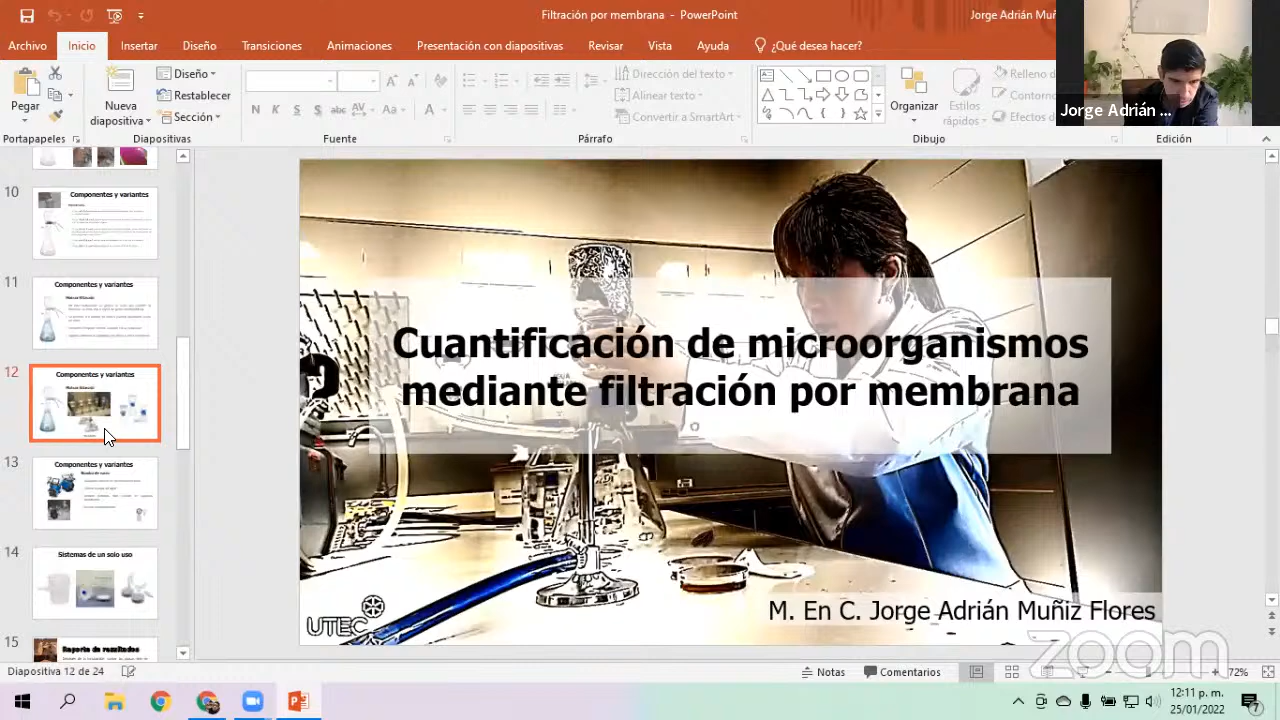 Filtración por membrana - PowerPoint
Jorge Adrián Muñ
Archivo
Inicio
Insertar
Diseño
Transiciones
Animaciones
Presentación con diapositivas
Revisar
Vista
Ayuda
¿Qué desea hacer?
Pegar
Nueva
diapositiva
Diseño
Restablecer
Sección
Dirección del texto
Alinear texto
Convierte a SmartArt
Organizar
Estilos
rápidos
Relleno d
Contorno
Efectos d
Jorge Adrián ...
Portapapeles
Diapositivas
Fuente
Párrafo
Dibujo
Edición
10
Componentes y variantes
11
Componentes y variantes
12
Componentes y variantes
13
Componentes y variantes
14
Sistemas de un solo uso
15
Reporte de resultados
Cuantificación de microorganismos
mediante filtración por membrana
M. En C. Jorge Adrián Muñiz Flores
UTEC
zoom
Diapositiva 12 de 24
Notas
Comentarios
72%
12:11 p. m.
25/01/2022
7